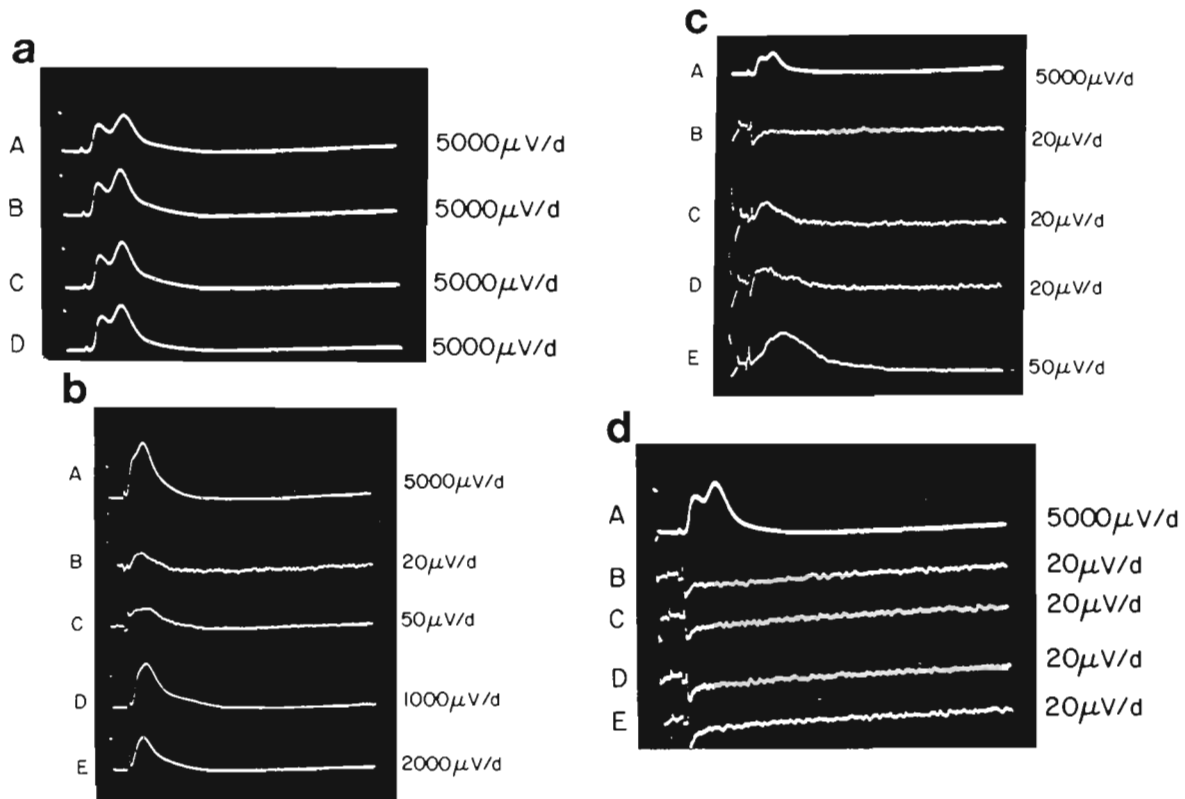 a
A 5000μV/d
B 5000μV/d
C 5000μV/d
D 5000μV/d
b
A 5000μV/d
B 20μV/d
C 50μV/d
D 1000μV/d
E 2000μV/d
c
A 5000μV/d
B 20μV/d
C 20μV/d
D 20μV/d
E 50μV/d
d
A 5000μV/d
B 20μV/d
C 20μV/d
D 20μV/d
E 20μV/d